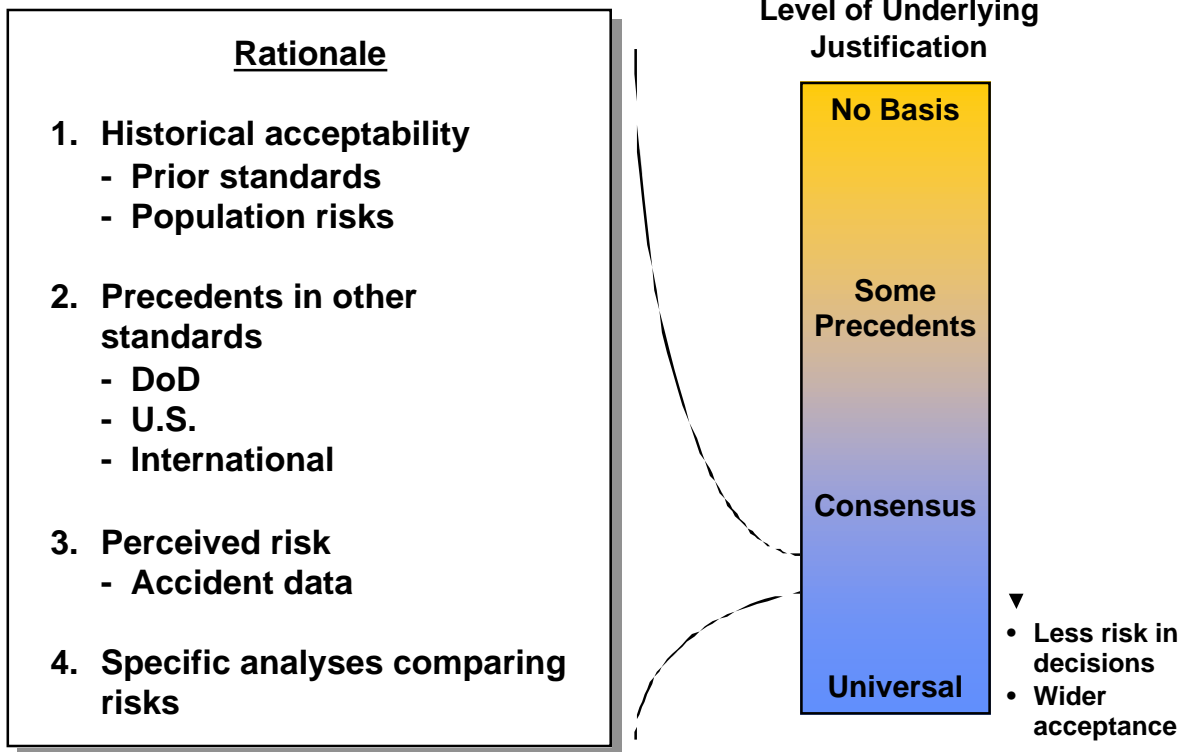 Rationale
1. Historical acceptability
- Prior standards
- Population risks
2. Precedents in other
standards
- DoD
- U.S.
- International
3. Perceived risk
- Accident data
4. Specific analyses comparing
risks
Level of Underlying
Justification
No Basis
Some
Precedents
Consensus
Universal
• Less risk in
decisions
• Wider
acceptance